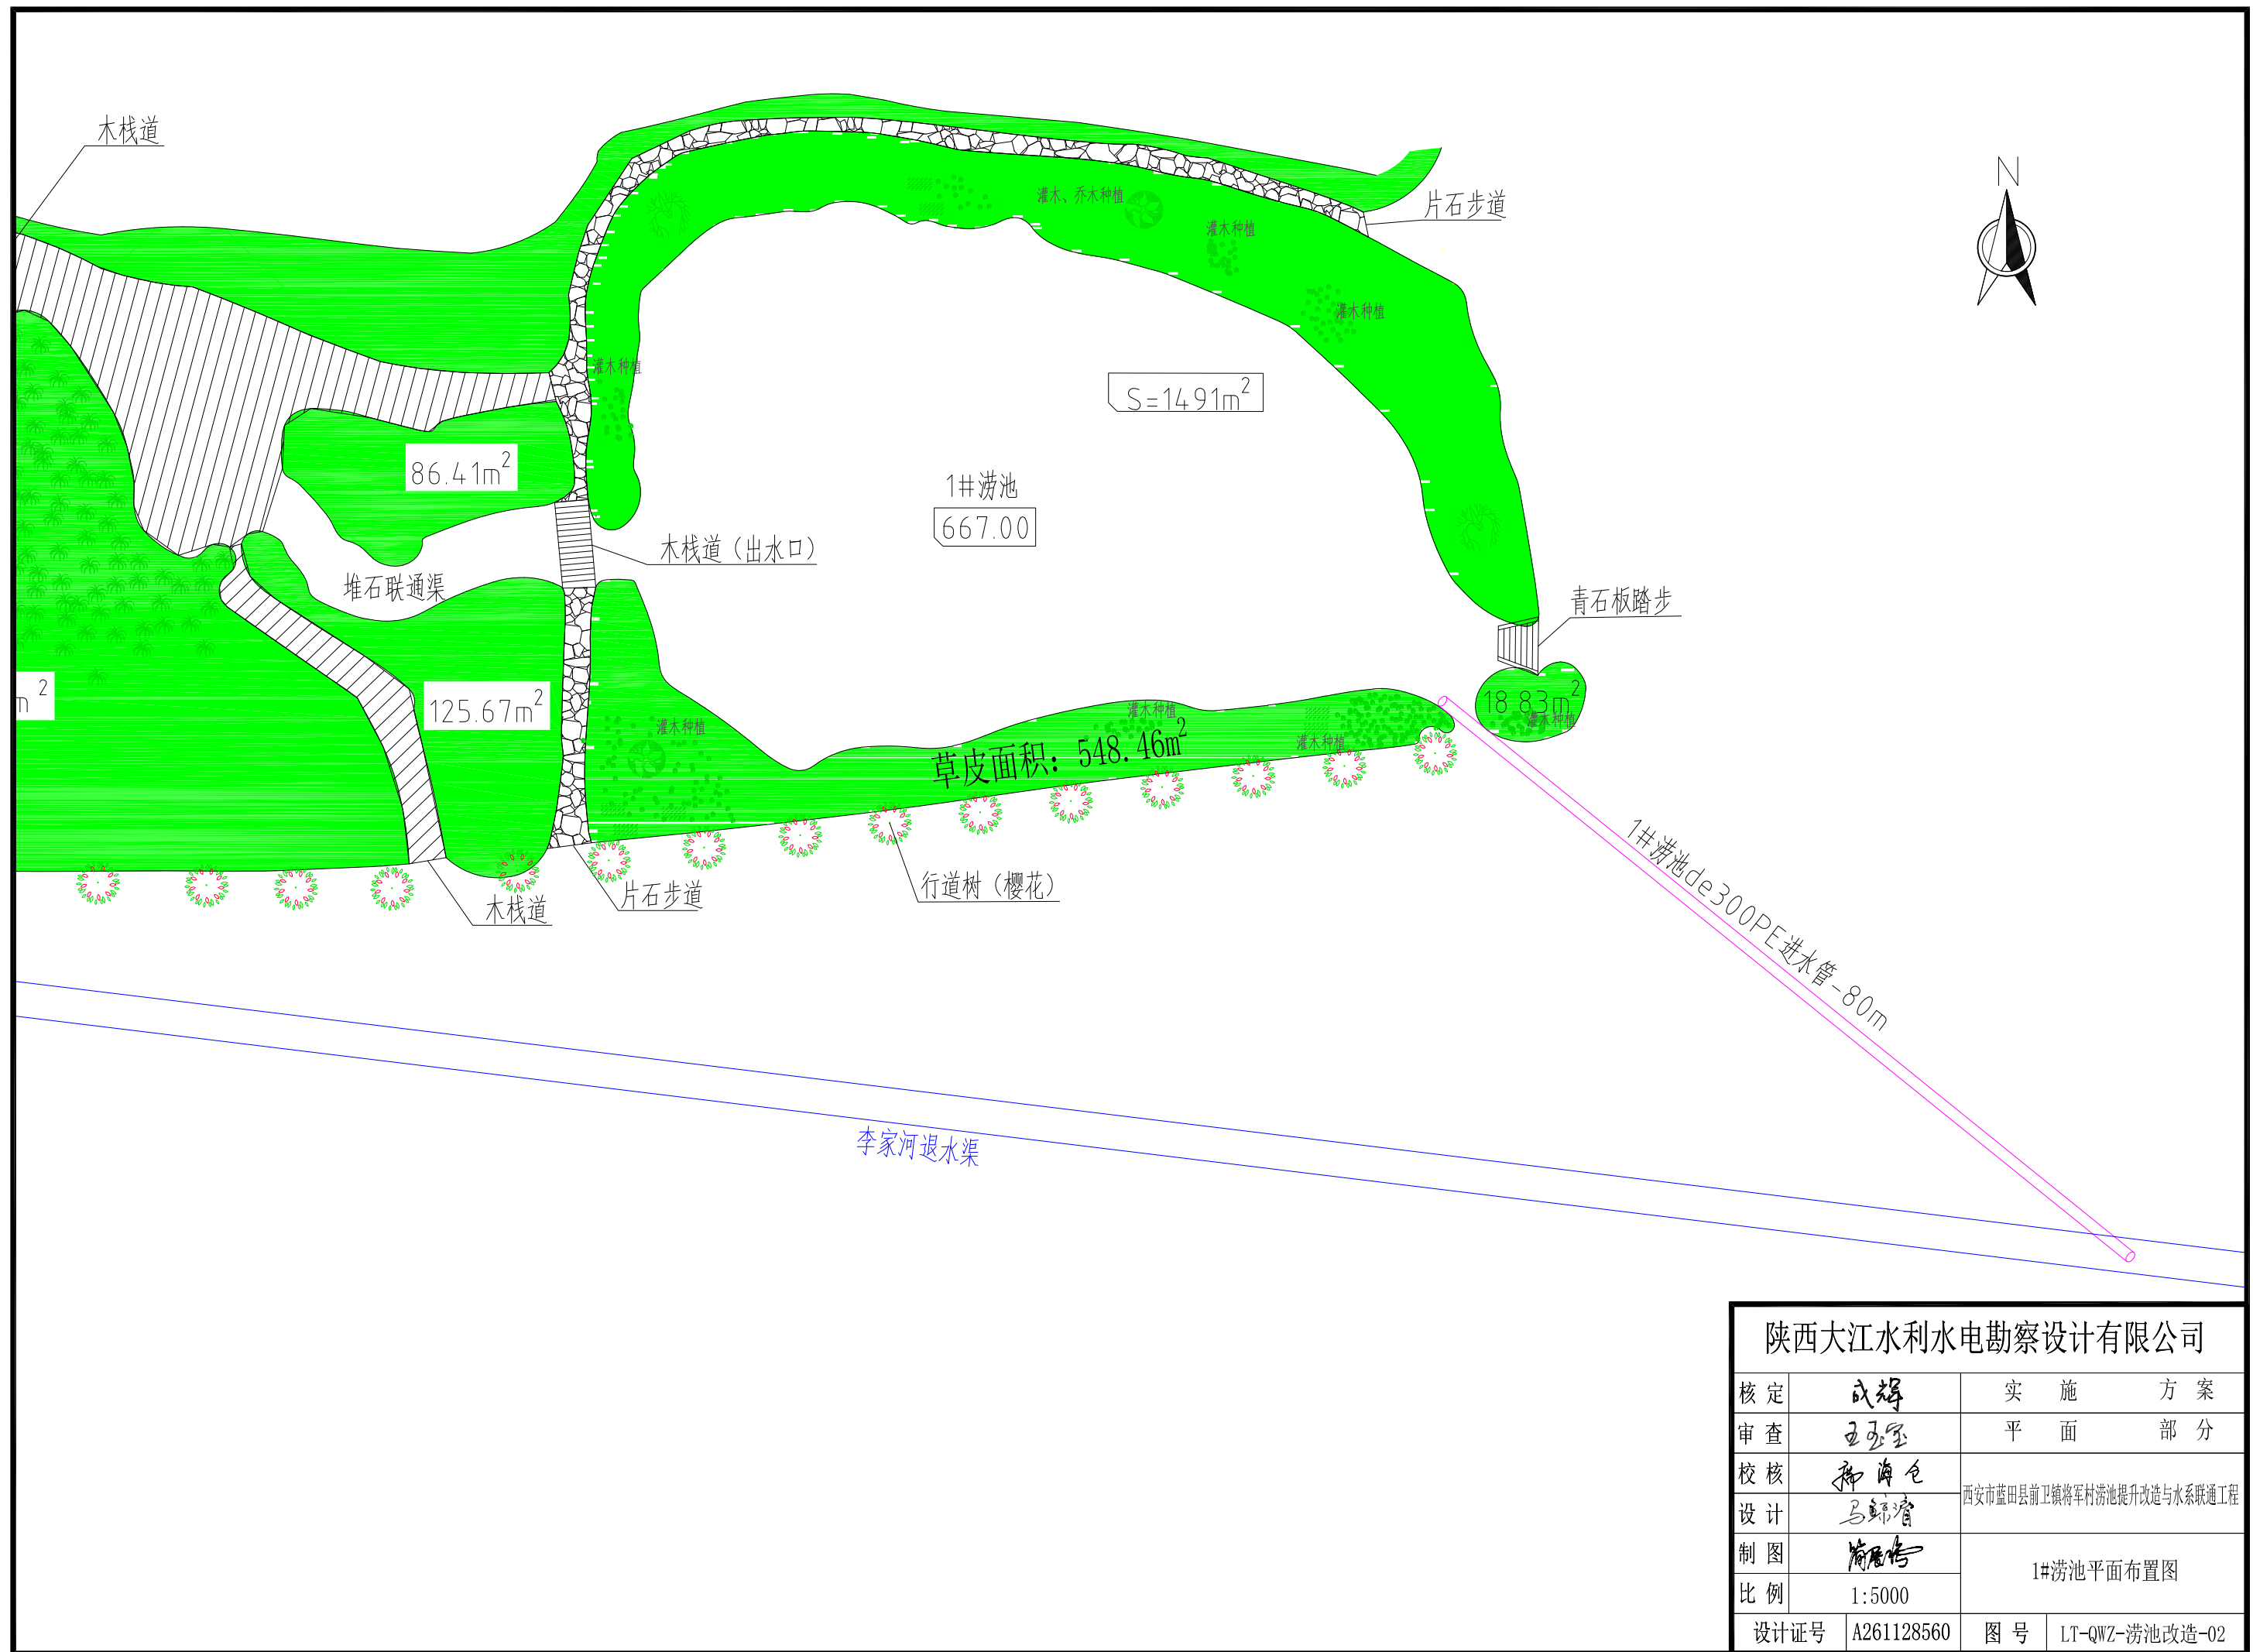 木栈道
N
灌木、乔木种植
片石步道
灌木种植
灌木种植
灌木种植
S=1491m²
86.41m²
1#涝池
667.00
木栈道（出水口）
堆石联通渠
青石板踏步
m²
125.67m²
18.83m²
灌木种植
灌木种植
灌木种植
灌木种植
草皮面积：548.46m²
木栈道
片石步道
行道树（樱花）
1#涝池de300PE进水管-80m
李家河退水渠
陕西大江水利水电勘察设计有限公司
核定 成辉 实施方案
审查 王玉宝 平面部分
校核 海仓
设计 马
西安市蓝田县前卫镇将军村涝池提升改造与水系联通工程
制图
1#涝池平面布置图
比例 1:5000
设计证号 A261128560 图号 LT-QWZ-涝池改造-02